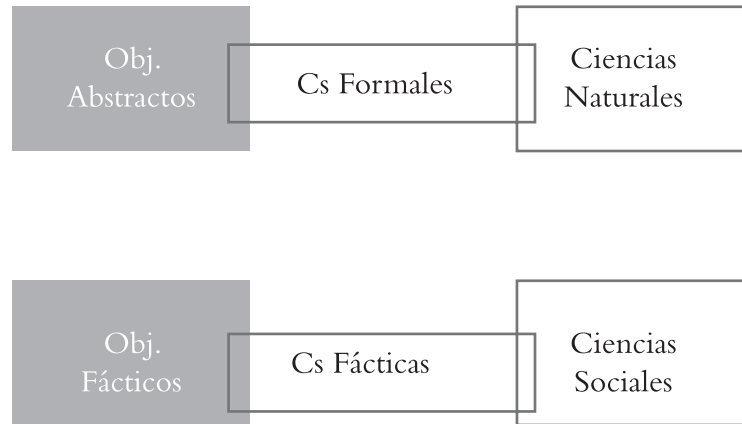 Obj.
Abstractos
Cs Formales
Ciencias
Naturales
Obj.
Fácticos
Cs Fácticas
Ciencias
Sociales